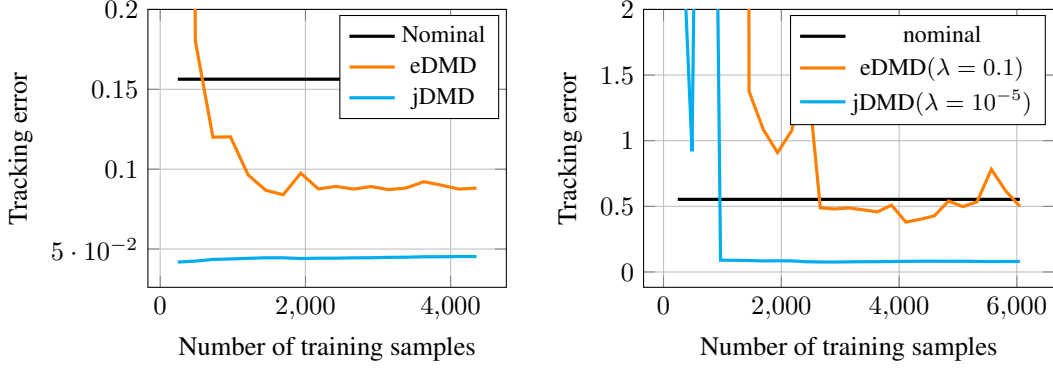 0.2
0.15
0.1
5 · 10⁻²
Tracking error
0
2,000
4,000
Number of training samples
Nominal
eDMD
jDMD
2
1.5
1
0.5
0
Tracking error
0
2,000
4,000
6,000
Number of training samples
nominal
eDMD(λ = 0.1)
jDMD(λ = 10⁻⁵)